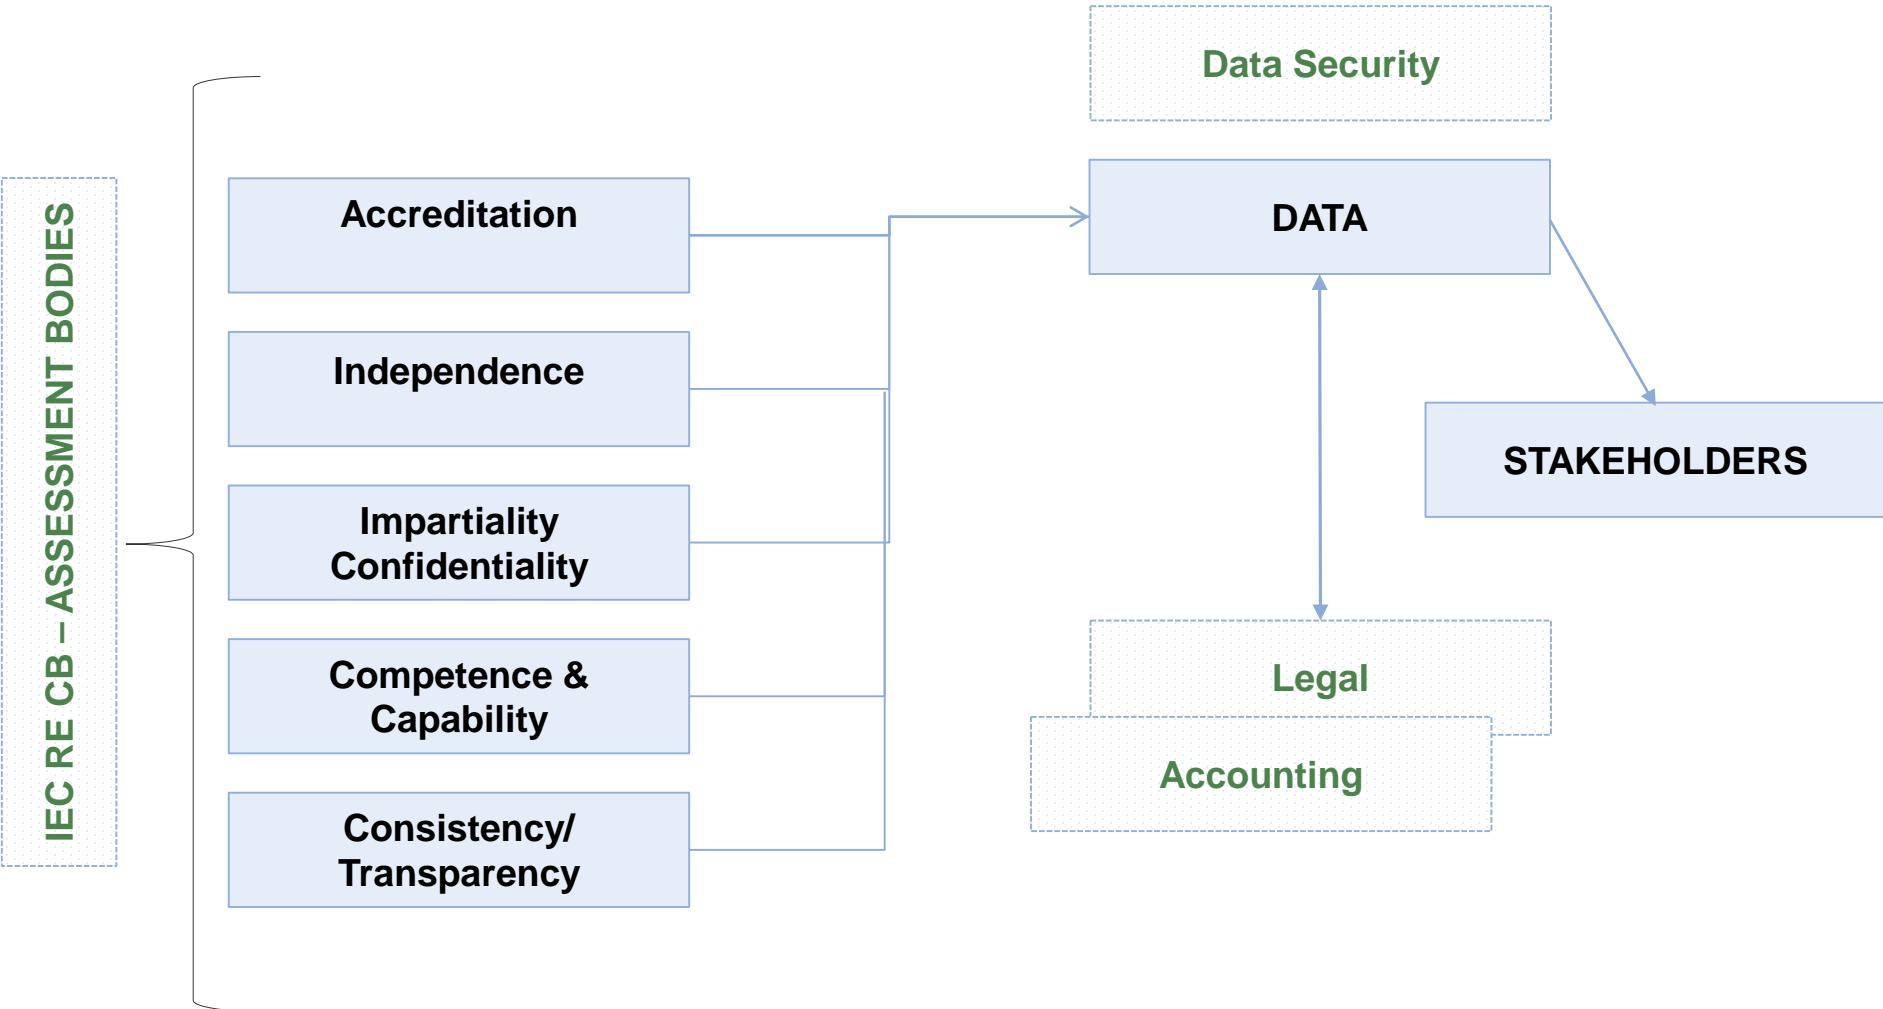 IEC RE CB – ASSESSMENT BODIES
Accreditation
Independence
Impartiality
Confidentiality
Competence &
Capability
Consistency/
Transparency
Data Security
DATA
STAKEHOLDERS
Legal
Accounting